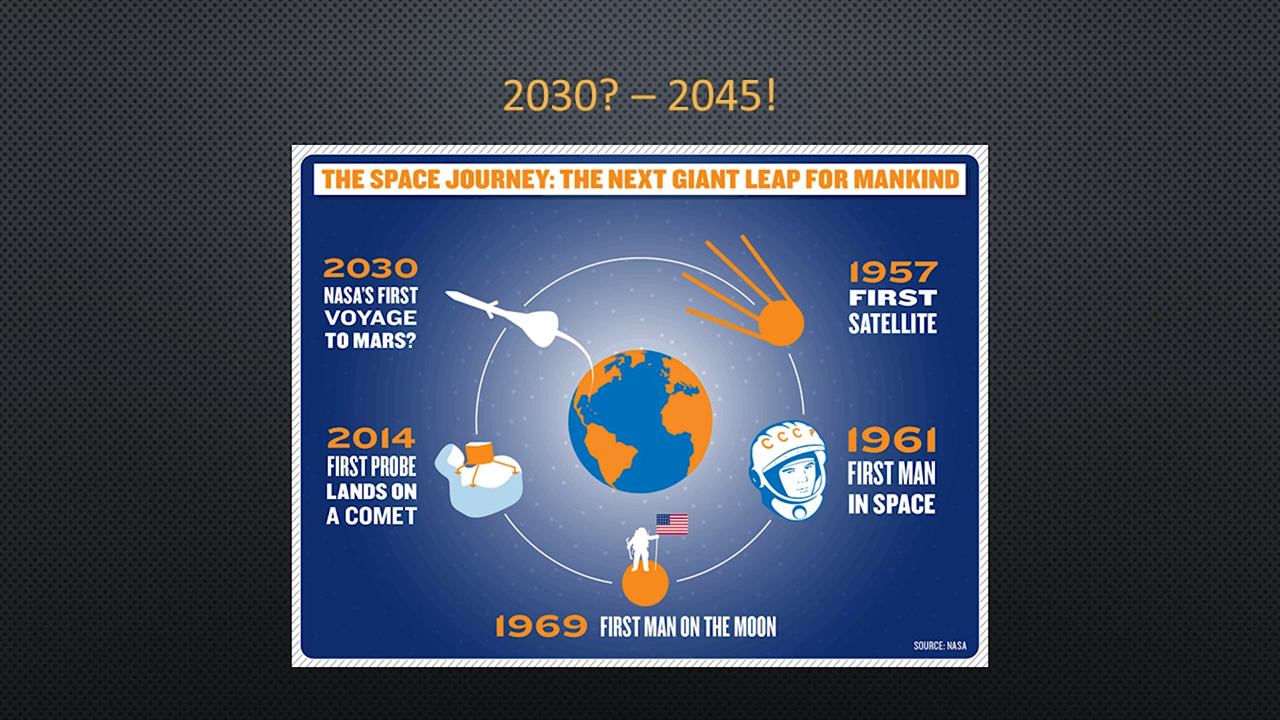 2030? – 2045!
THE SPACE JOURNEY: THE NEXT GIANT LEAP FOR MANKIND
1957
FIRST
SATELLITE
1961
FIRST MAN
IN SPACE
CCCP
1969 FIRST MAN ON THE MOON
2014
FIRST PROBE
LANDS ON
A COMET
2030
NASA'S FIRST
VOYAGE
TO MARS?
SOURCE: NASA